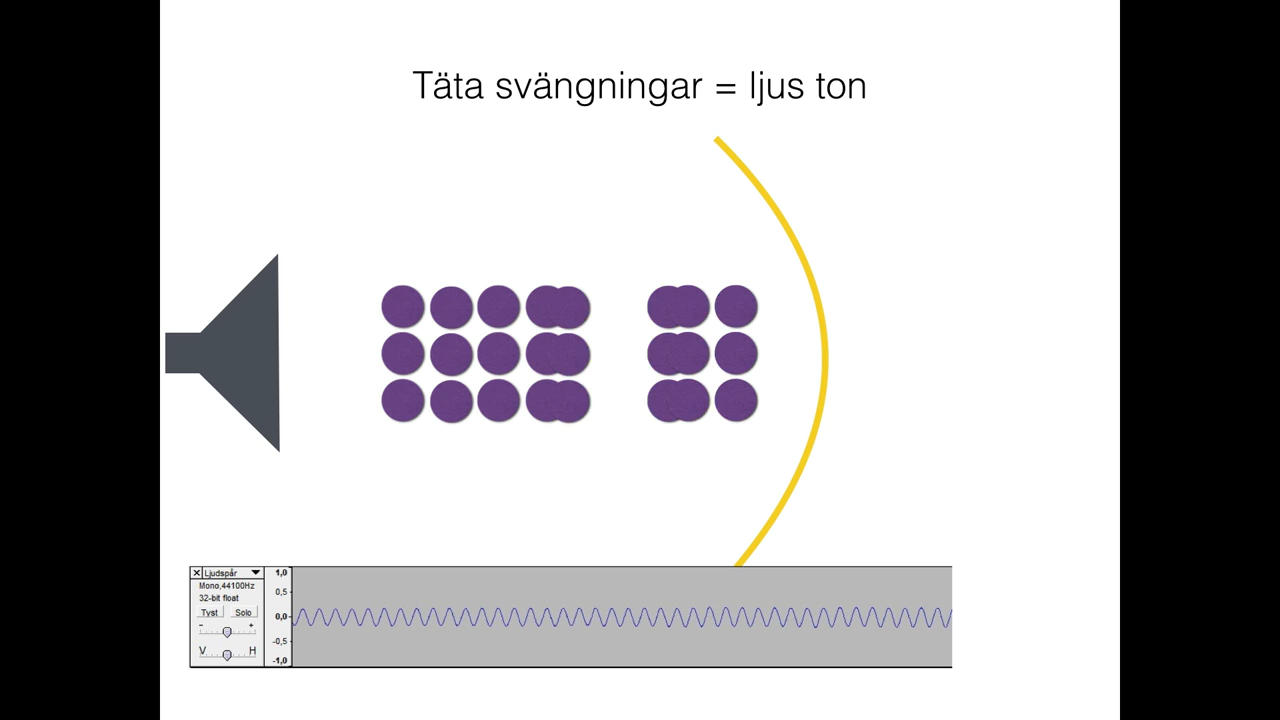 Täta svängningar = ljus ton
Ljudspår
Mono,44100Hz
32-bit float
Tyst Solo
- +
V H
1,0
0,5
0,0
-0,5
-1,0